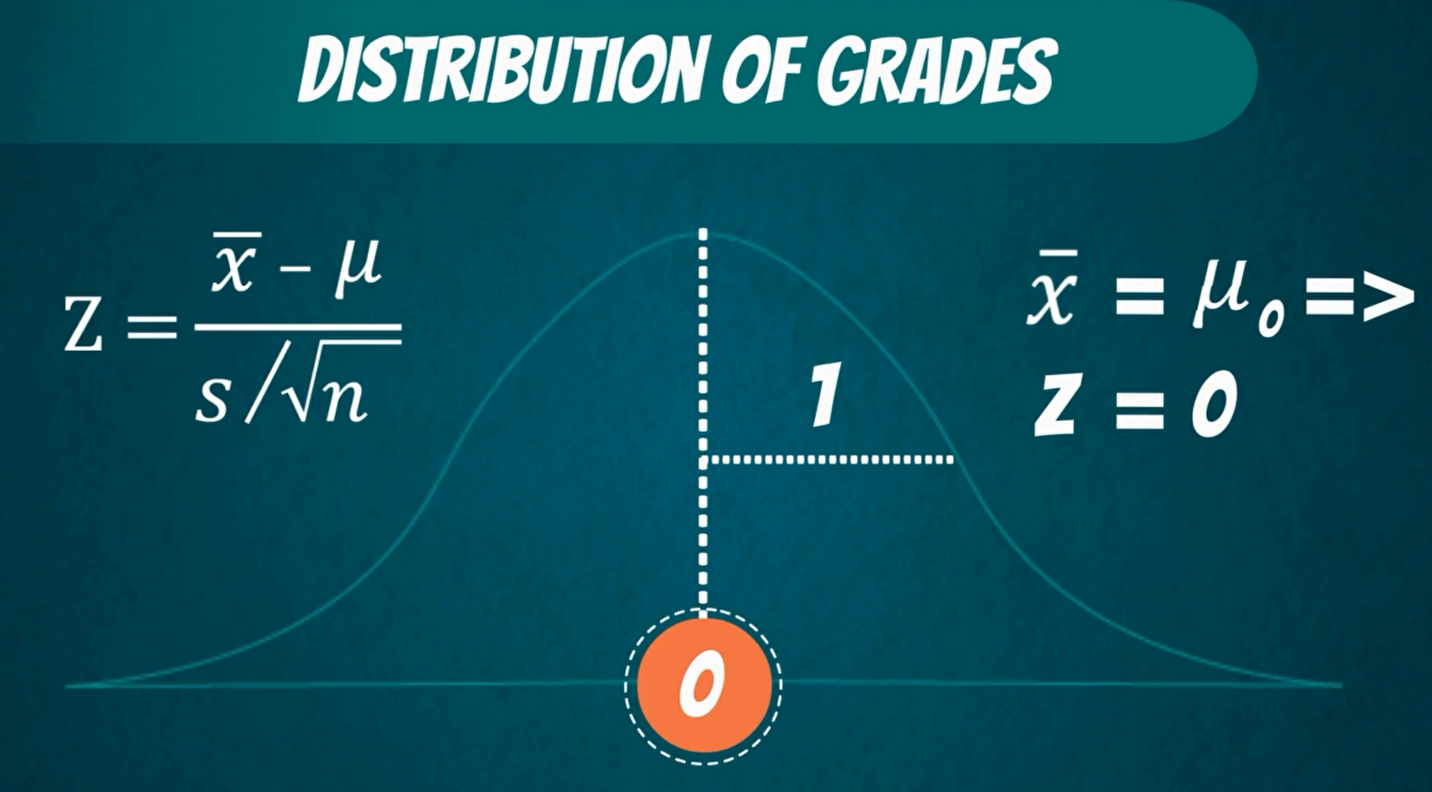 DISTRIBUTION OF GRADES
Z = (x̄ - μ) / (s/√n)
x̄ = μ₀ =>
Z = 0
1
0